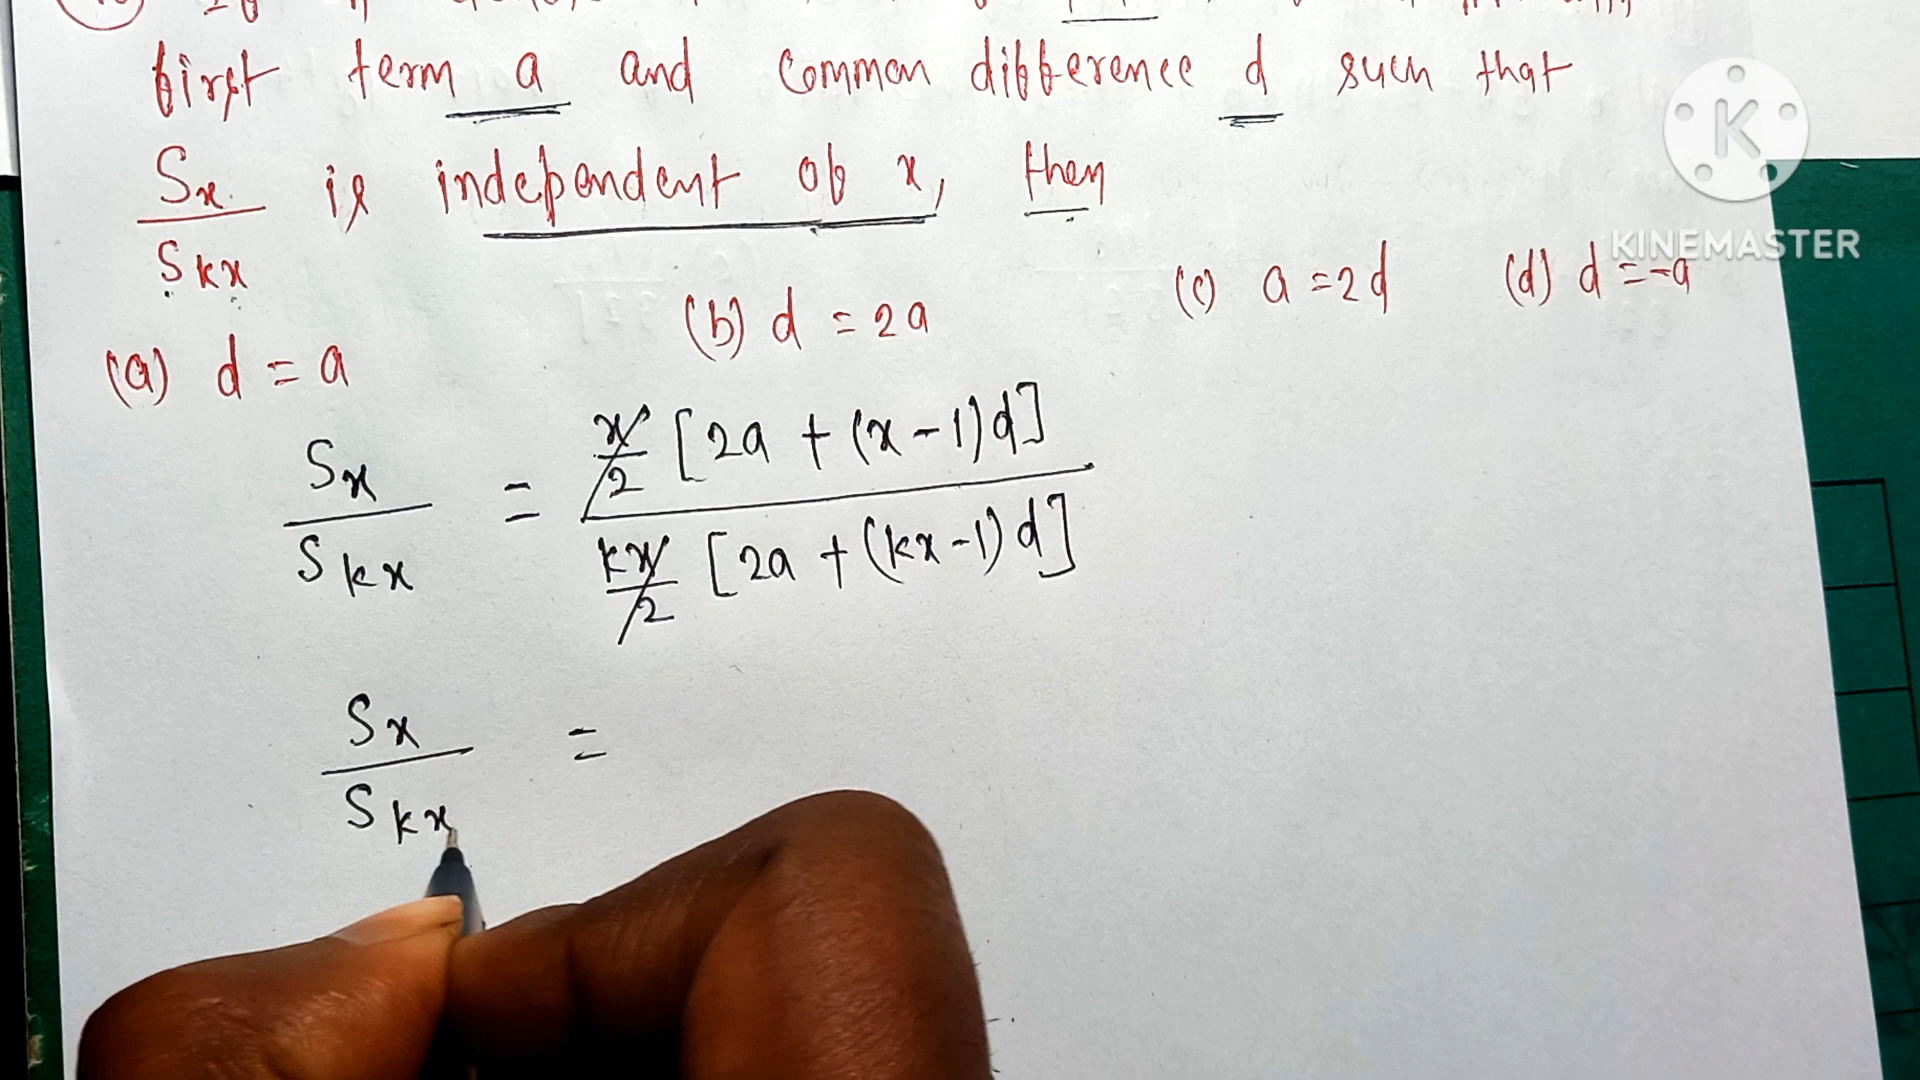 first term a and common difference d such that
Sx/Skx is independent of x, then
(a) d = a (b) d = 2a (c) a = 2d (d) d = -a
Sx/Skx = x/2 [2a + (x-1)d] / kx/2 [2a + (kx-1)d]
Sx/Skx =
K
KINEMASTER